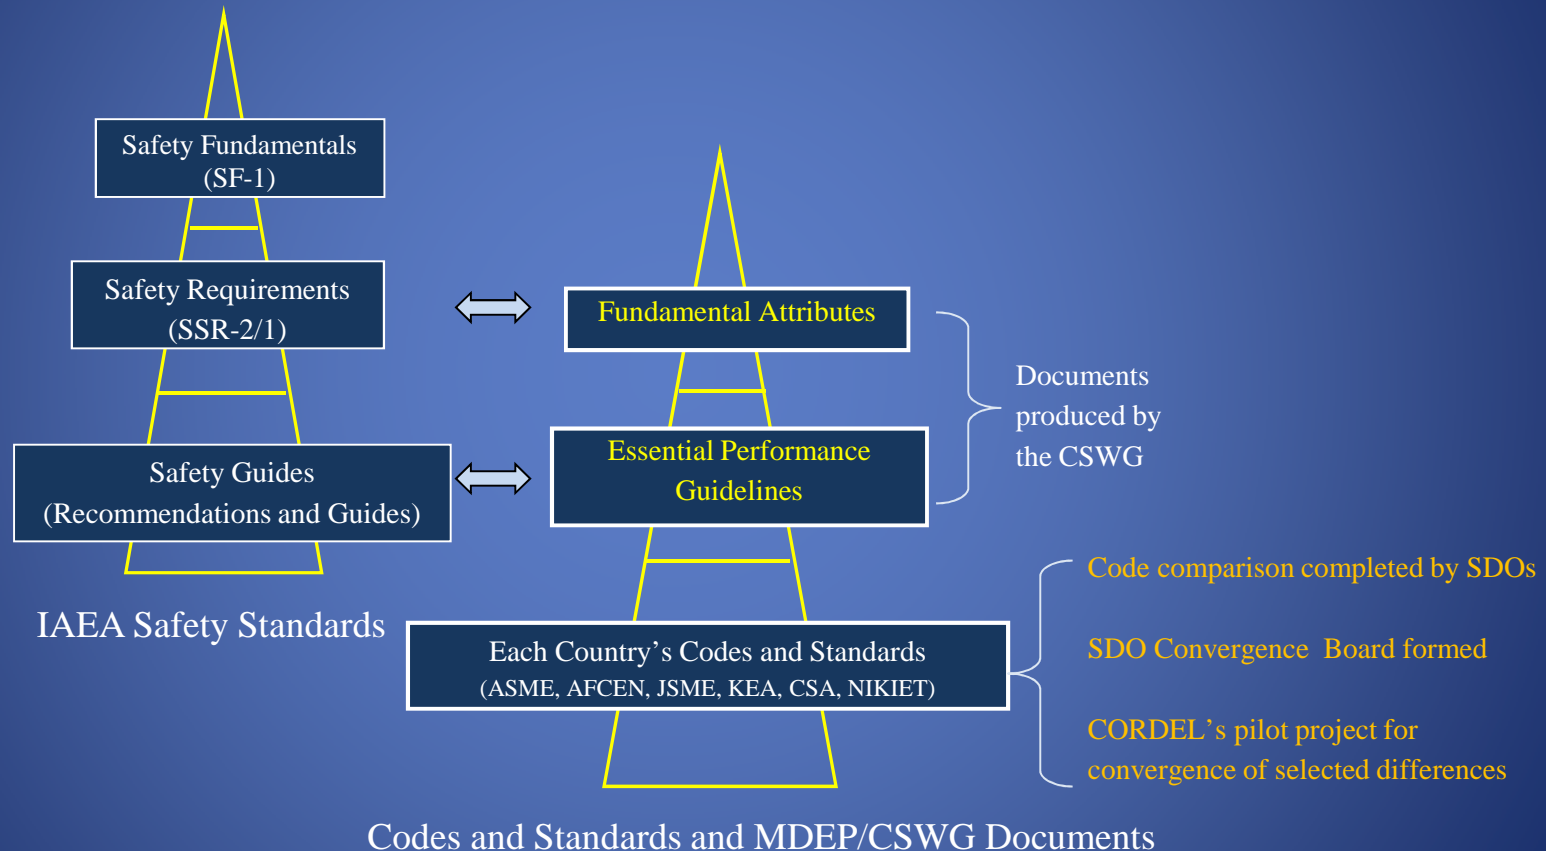 Safety Fundamentals
(SF-1)
Safety Requirements
(SSR-2/1)
Safety Guides
(Recommendations and Guides)
IAEA Safety Standards
Fundamental Attributes
Essential Performance
Guidelines
Documents
produced by
the CSWG
Each Country’s Codes and Standards
(ASME, AFCEN, JSME, KEA, CSA, NIKIET)
Code comparison completed by SDOs
SDO Convergence  Board formed
CORDEL’s pilot project for
convergence of selected differences
Codes and Standards and MDEP/CSWG Documents